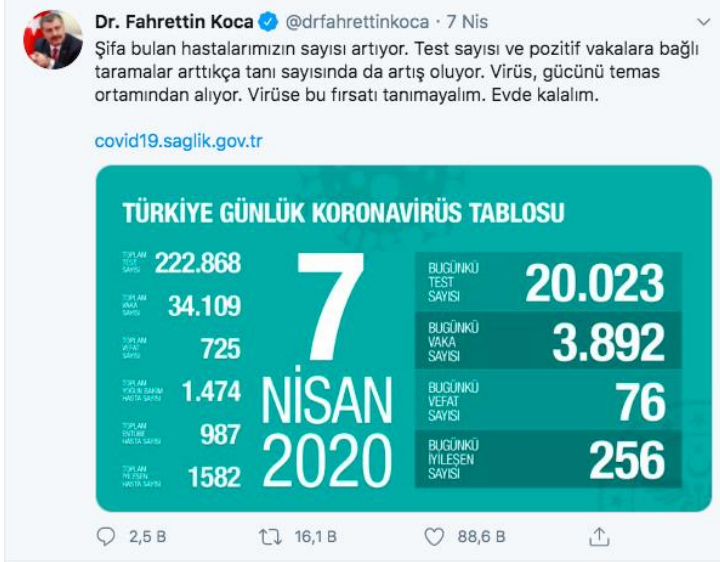 Dr. Fahrettin Koca @drfahrettinkoca · 7 Nis
Şifa bulan hastalarımızın sayısı artıyor. Test sayısı ve pozitif vakalara bağlı
taramalar arttıkça tanı sayısında da artış oluyor. Virüs, gücünü temas
ortamından alıyor. Virüse bu fırsatı tanımayalım. Evde kalalım.
covid19.saglik.gov.tr
TÜRKİYE GÜNLÜK KORONAVİRÜS TABLOSU
TOPLAM
TEST
SAYISI
222.868
TOPLAM
VAKA
SAYISI
34.109
TOPLAM
VEFAT
SAYISI
725
TOPLAM
YOĞUN BAKIM
HASTA SAYISI
1.474
TOPLAM
ENTÜBE
HASTA SAYISI
987
TOPLAM
İYİLEŞEN
HASTA SAYISI
1582
7
NİSAN
2020
BUGÜNKÜ
TEST
SAYISI
20.023
BUGÜNKÜ
VAKA
SAYISI
3.892
BUGÜNKÜ
VEFAT
SAYISI
76
BUGÜNKÜ
İYİLEŞEN
SAYISI
256
2,5 B
16,1 B
88,6 B